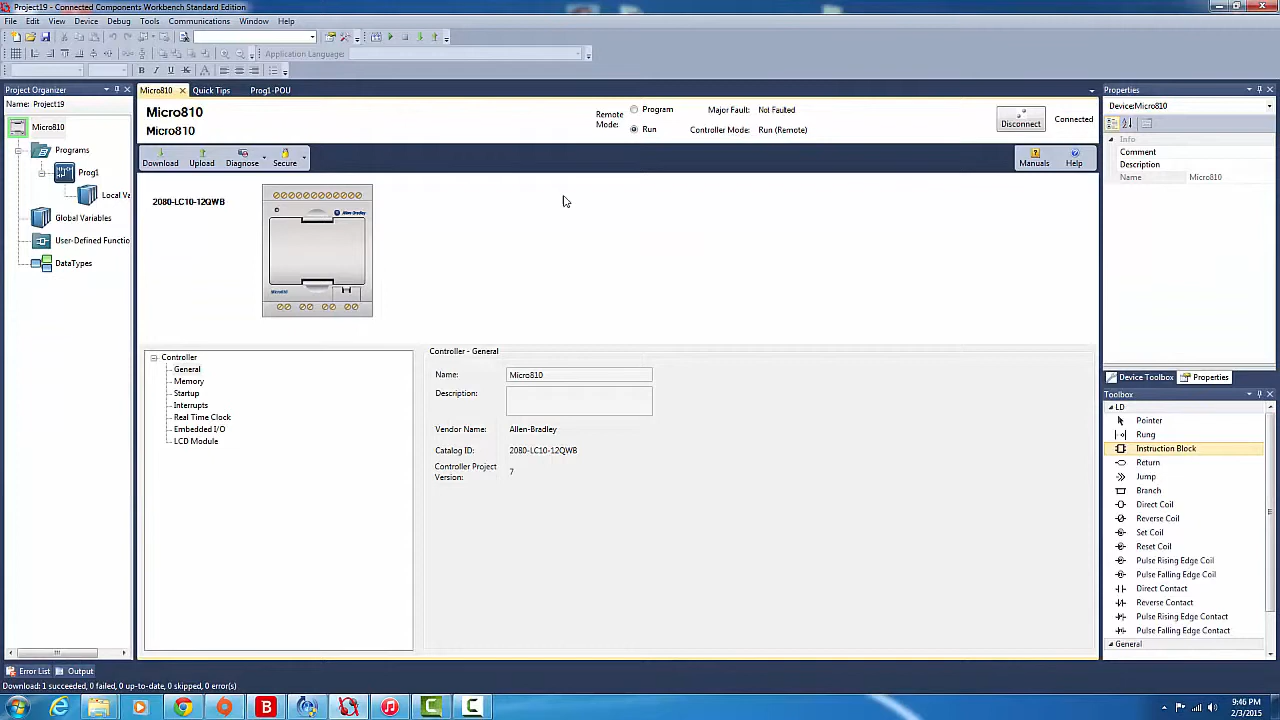 Project19 - Connected Components Workbench Standard Edition
File Edit View Device Debug Tools Communications Window Help
Application Language:
Project Organizer
Name: Project19
Micro810
Programs
Prog1
Local Va
Global Variables
User-Defined Functio
DataTypes
Micro810 Quick Tips Prog1-POU
Micro810
Micro810
Remote Mode:
Program
Run
Major Fault: Not Faulted
Controller Mode: Run (Remote)
Disconnect
Connected
Download Upload Diagnose Secure Manuals Help
2080-LC10-12QWB
Allen-Bradley
Micro810
Controller
General
Memory
Startup
Interrupts
Real Time Clock
Embedded I/O
LCD Module
Controller - General
Name: Micro810
Description:
Vendor Name: Allen-Bradley
Catalog ID: 2080-LC10-12QWB
Controller Project
Version: 7
Properties
Device:Micro810
Info
Comment
Description
Name Micro810
Device Toolbox Properties
Toolbox
LD
Pointer
Rung
Instruction Block
Return
Jump
Branch
Direct Coil
Reverse Coil
Set Coil
Reset Coil
Pulse Rising Edge Coil
Pulse Falling Edge Coil
Direct Contact
Reverse Contact
Pulse Rising Edge Contact
Pulse Falling Edge Contact
General
Error List Output
Download: 1 succeeded, 0 failed, 0 up-to-date, 0 skipped, 0 error(s)
9:46 PM
2/3/2015